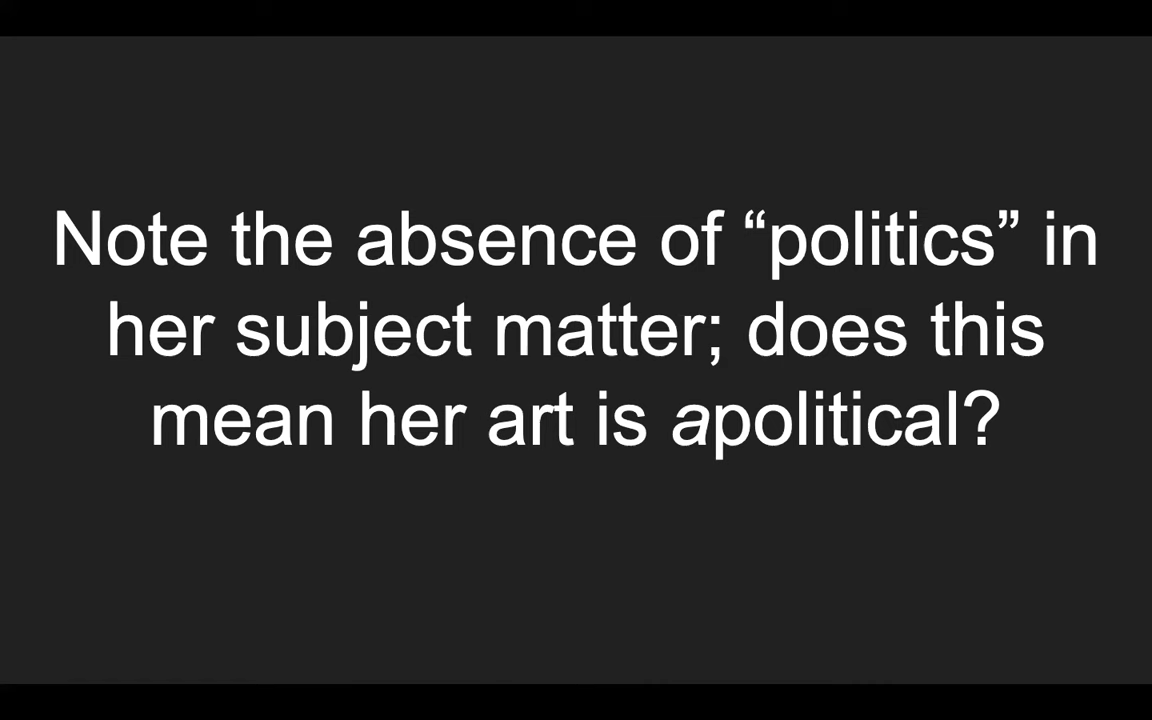 Note the absence of “politics” in
her subject matter; does this
mean her art is apolitical?